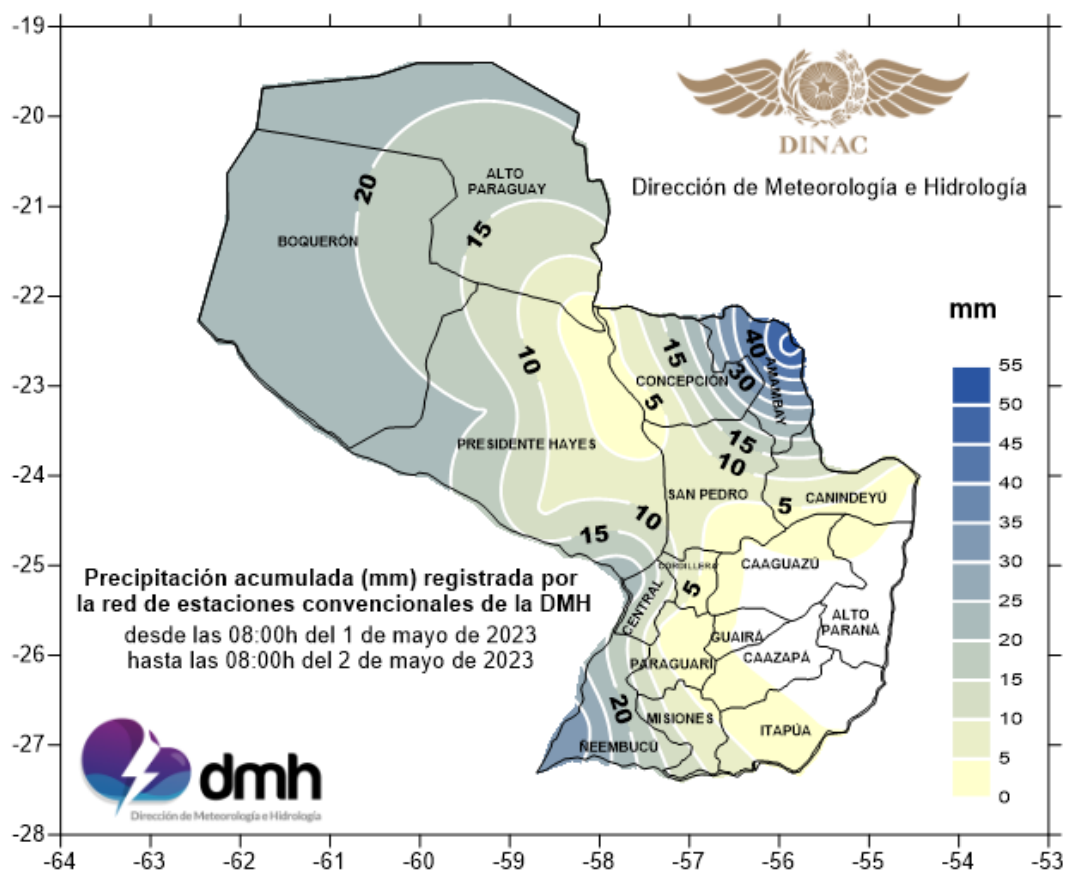 -19
-20
-21
-22
-23
-24
-25
-26
-27
-28
-64
-63
-62
-61
-60
-59
-58
-57
-56
-55
-54
-53
DINAC
Dirección de Meteorología e Hidrología
ALTO
PARAGUAY
20
15
BOQUERÓN
10
PRESIDENTE HAYES
15
40
30
CONCEPCIÓN
AMAMBAY
5
15
10
SAN PEDRO
CANINDEYÚ
5
10
15
CORDILLERA
CAAGUAZÚ
CENTRAL
5
ALTO
PARANÁ
GUAIRÁ
PARAGUARÍ
CAAZAPÁ
20
MISIONES
ITAPÚA
ÑEEMBUCÚ
mm
55
50
45
40
35
30
25
20
15
10
5
0
Precipitación acumulada (mm) registrada por
la red de estaciones convencionales de la DMH
desde las 08:00h del 1 de mayo de 2023
hasta las 08:00h del 2 de mayo de 2023
dmh
Dirección de Meteorología e Hidrología